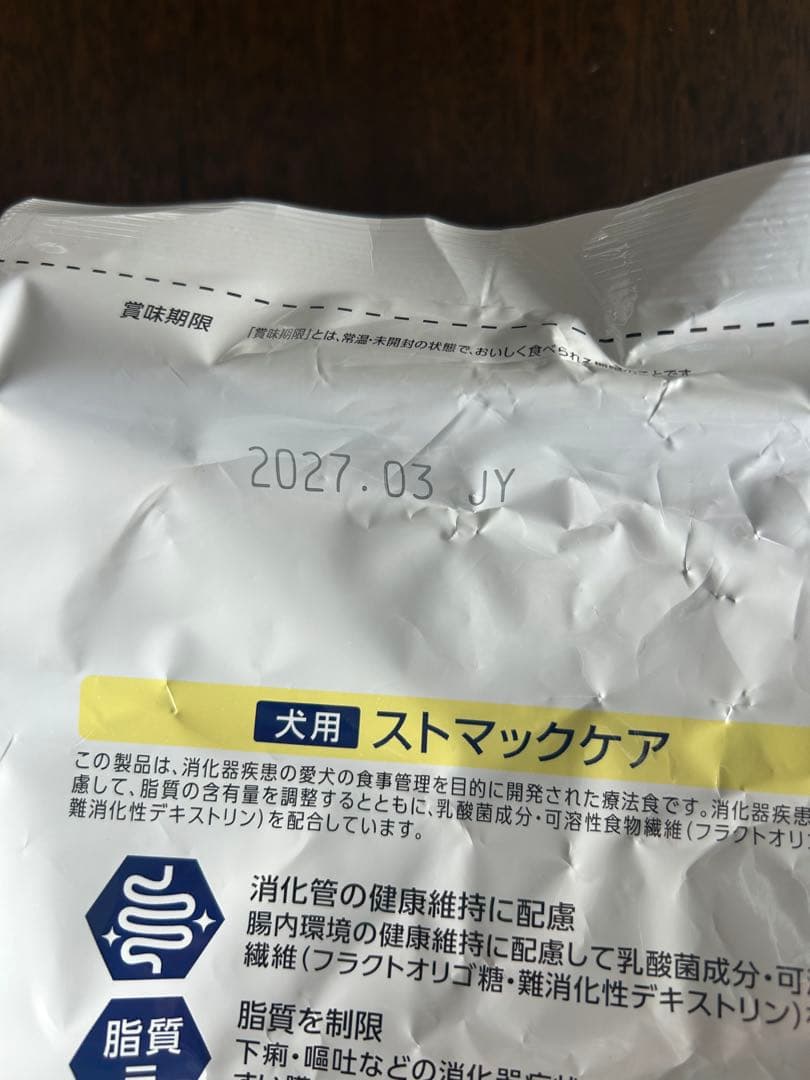 賞味期限
「賞味期限」とは、常温・未開封の状態で、おいしく食べられる
ことです
2027.03 JY
犬用 ストマックケア
この製品は、消化器疾患の愛犬の食事管理を目的に開発された療法食です。消化器疾患
慮して、脂質の含有量を調整するとともに、乳酸菌成分・可溶性食物繊維(フラクトオリゴ
難消化性デキストリン)を配合しています。
消化管の健康維持に配慮
腸内環境の健康維持に配慮して乳酸菌成分・可
繊維(フラクトオリゴ糖・難消化性デキストリン)
脂質
脂質を制限
下痢・嘔吐などの消化器症状